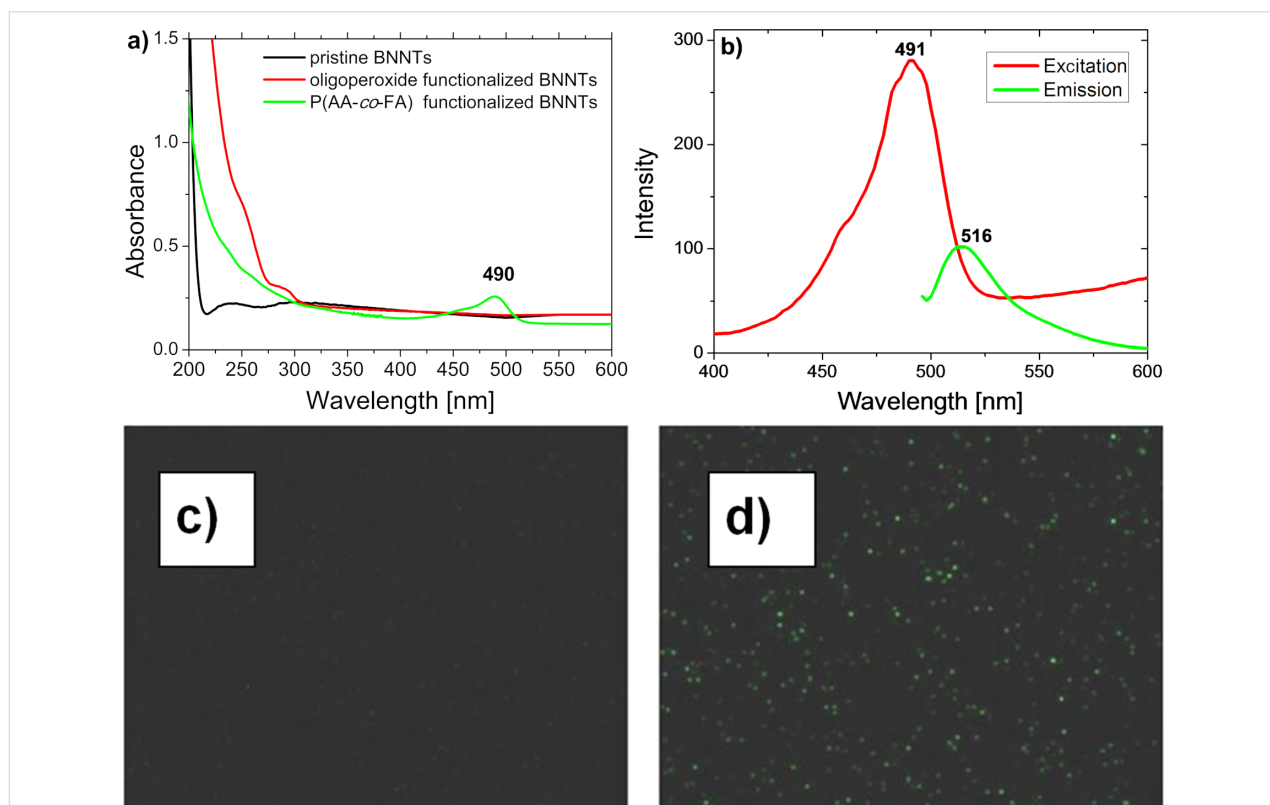 a)
pristine BNNTs
oligoperoxide functionalized BNNTs
P(AA-co-FA) functionalized BNNTs
490
1.5
1.0
0.5
0.0
Absorbance
200 250 300 350 400 450 500 550 600
Wavelength [nm]
b)
491
516
Excitation
Emission
300
200
100
0
Intensity
400 450 500 550 600
Wavelength [nm]
c)
d)